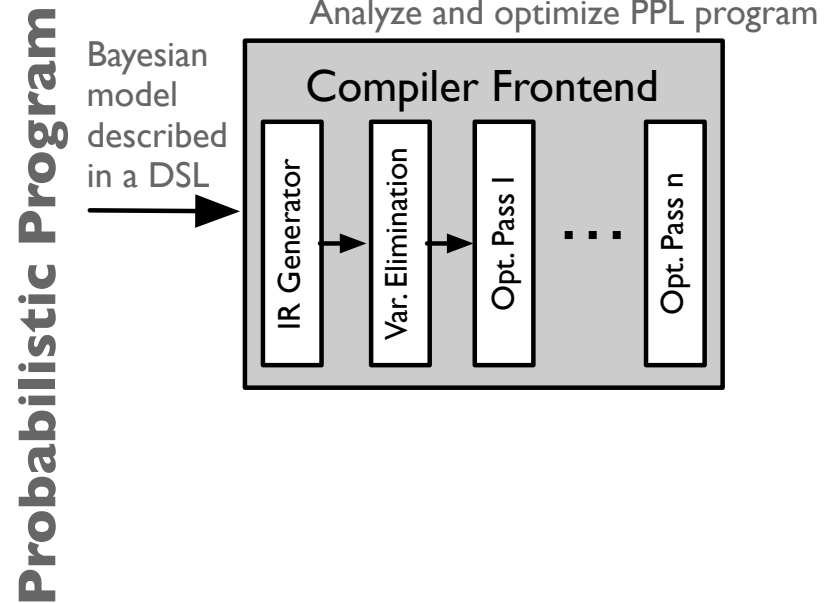 Analyze and optimize PPL program
Probabilistic Program
Bayesian
model
described
in a DSL
Compiler Frontend
IR Generator
Var. Elimination
Opt. Pass 1
...
Opt. Pass n